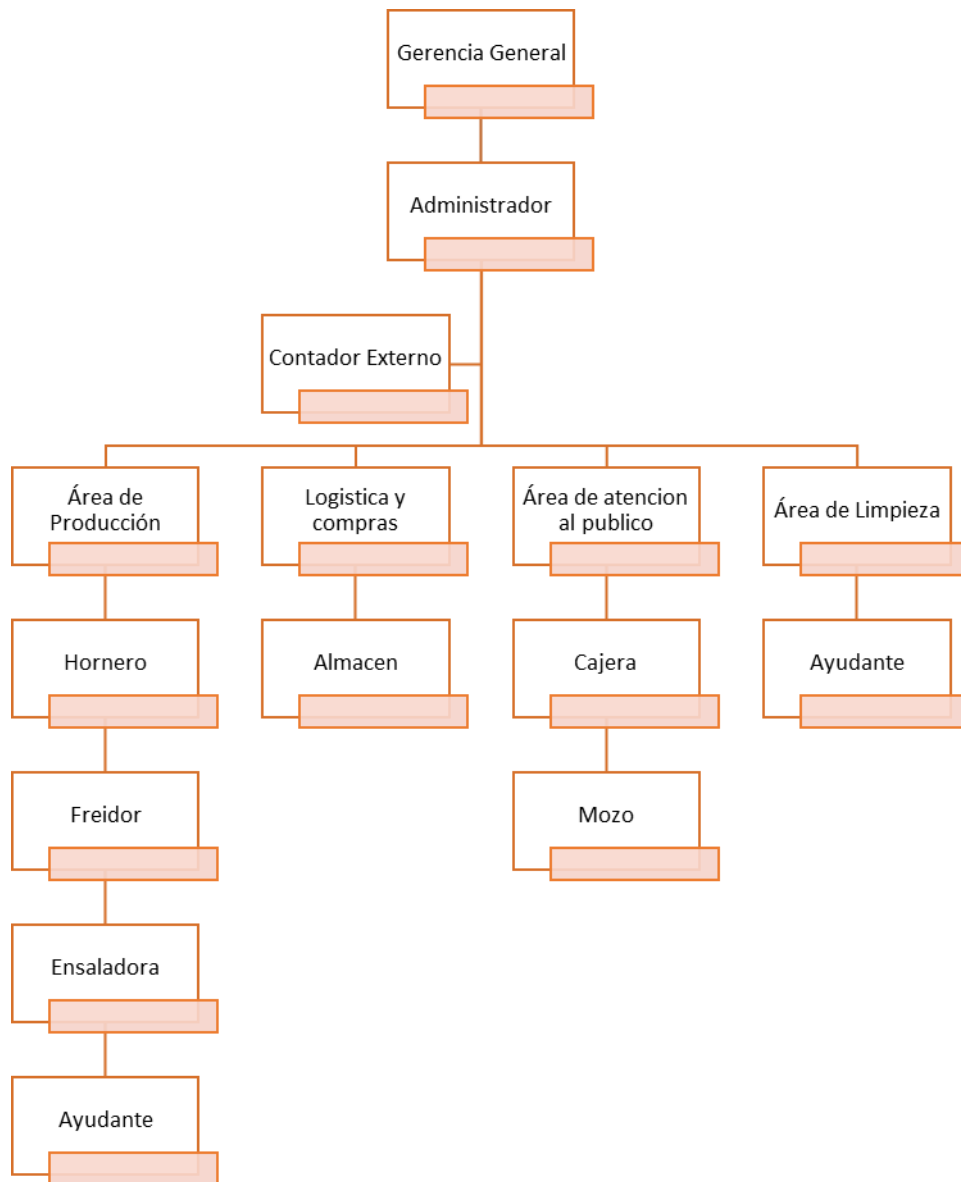 Gerencia General
Administrador
Contador Externo
Área de
Producción
Logistica y
compras
Área de atencion
al publico
Área de Limpieza
Hornero
Almacen
Cajera
Ayudante
Freidor
Mozo
Ensaladora
Ayudante